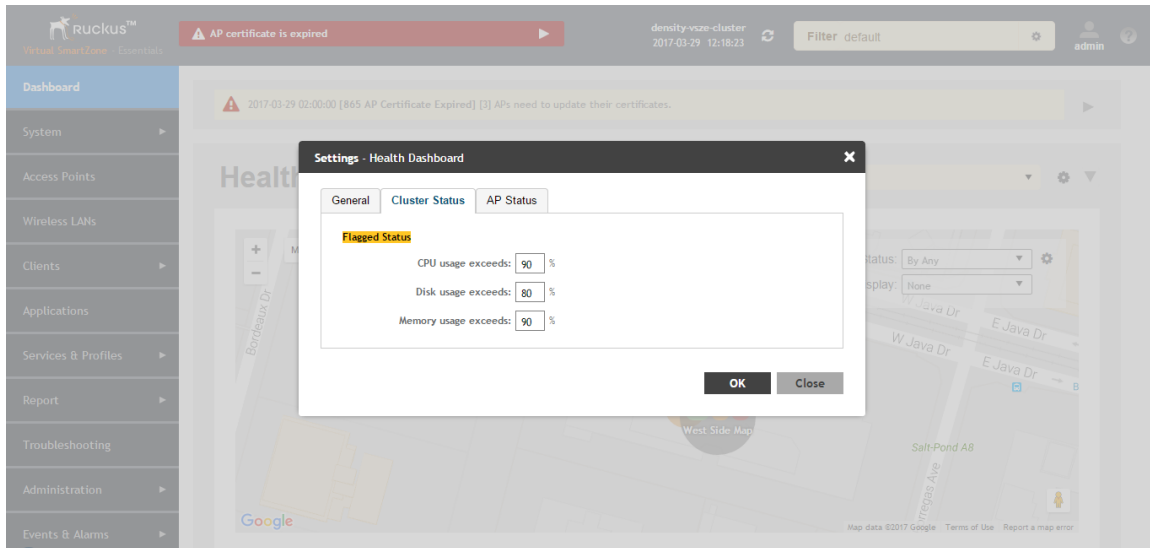 RUCKUS™
Virtual SmartZone - Essentials
AP certificate is expired
density-vsze-cluster
2017-03-29 12:18:23
Filter default
admin
Dashboard
System
Access Points
Wireless LANs
Clients
Applications
Services & Profiles
Report
Troubleshooting
Administration
Events & Alarms
2017-03-29 02:00:00 [865 AP Certificate Expired] [3] APs need to update their certificates.
Healt
Settings - Health Dashboard
General
Cluster Status
AP Status
Flagged Status
CPU usage exceeds: 90 %
Disk usage exceeds: 80 %
Memory usage exceeds: 90 %
OK
Close
+
M
−
Status: By Any
splay: None
Bordeaux Dr
W Java Dr
E Java Dr
W Java Dr
E Java Dr
B
West Side Map
Salt-Pond A8
rregas Ave
Google
Map data ©2017 Google
Terms of Use
Report a map error